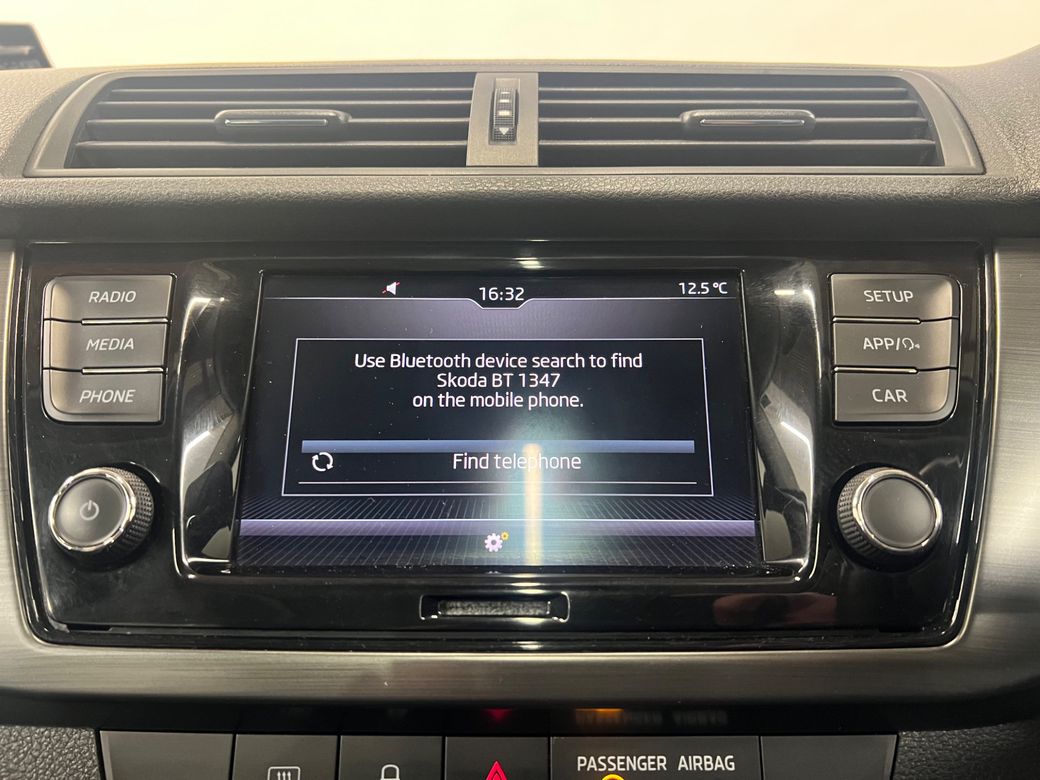 16:32
12.5 °C
RADIO
MEDIA
PHONE
Use Bluetooth device search to find
Skoda BT 1347
on the mobile phone.
Find telephone
SETUP
APP/
CAR
PASSENGER AIRBAG